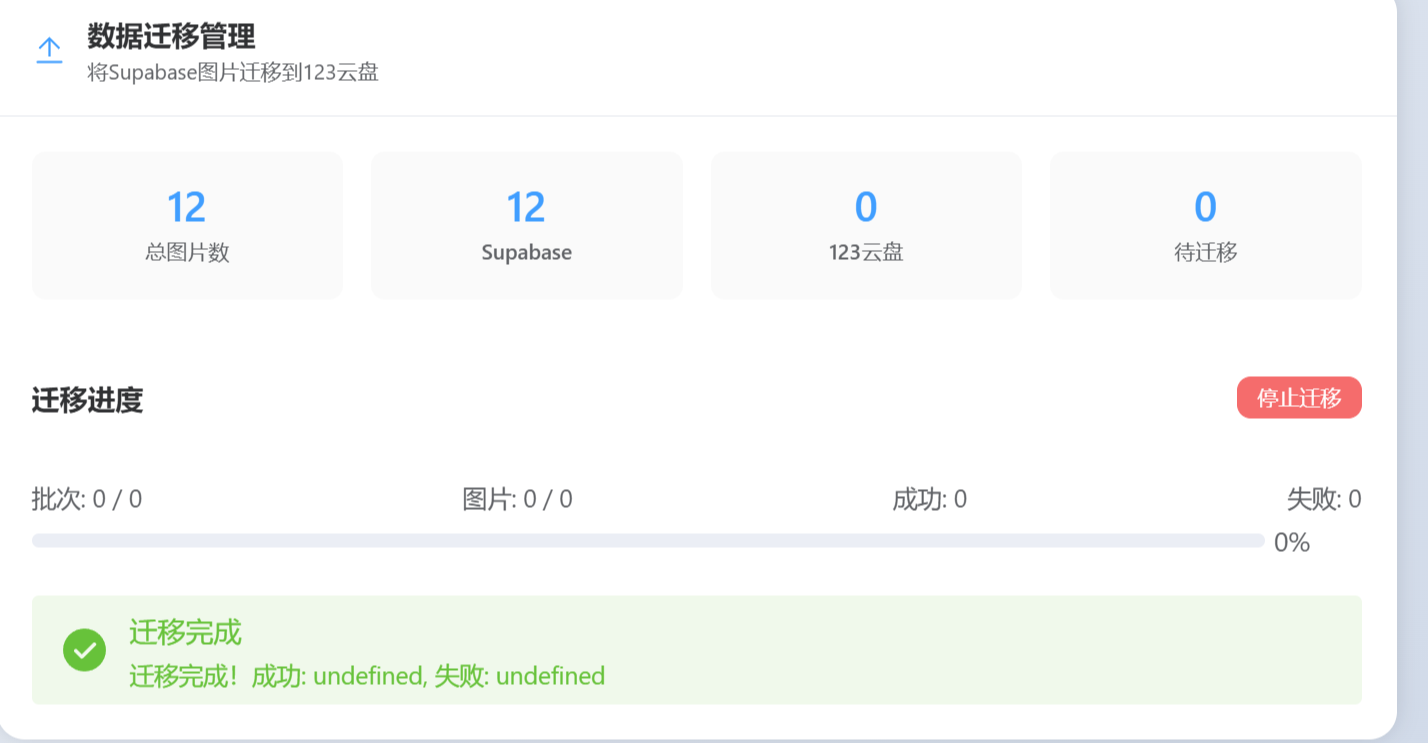 数据迁移管理
将Supabase图片迁移到123云盘
12
总图片数
12
Supabase
0
123云盘
0
待迁移
迁移进度
停止迁移
批次: 0 / 0
图片: 0 / 0
成功: 0
失败: 0
0%
迁移完成
迁移完成！成功: undefined, 失败: undefined